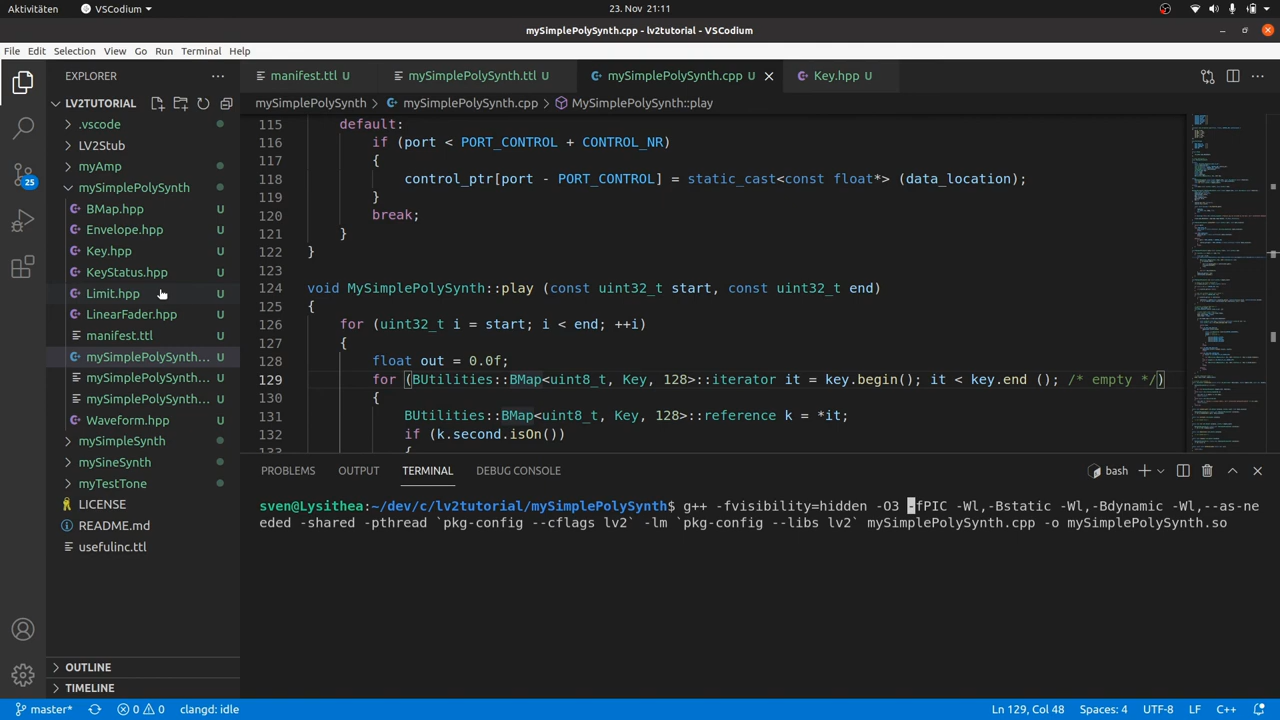 Aktivitäten VSCodium 23. Nov 21:11
mySimplePolySynth.cpp - lv2tutorial - VSCodium
File Edit Selection View Go Run Terminal Help
EXPLORER
manifest.ttl U mySimplePolySynth.ttl U mySimplePolySynth.cpp U Key.hpp U
LV2TUTORIAL
mySimplePolySynth > mySimplePolySynth.cpp > MySimplePolySynth::play
.vscode
LV2Stub
myAmp
mySimplePolySynth
BMap.hpp U
Envelope.hpp U
Key.hpp U
KeyStatus.hpp U
Limit.hpp U
LinearFader.hpp U
manifest.ttl U
mySimplePolySynth... U
mySimplePolySynth... U
mySimplePolySynth... U
Waveform.hpp U
mySimpleSynth
mySineSynth
myTestTone
LICENSE
README.md
usefulinc.ttl
OUTLINE
TIMELINE
115 default:
116 if (port < PORT_CONTROL + CONTROL_NR)
117 {
118 control_ptr[port - PORT_CONTROL] = static_cast<const float*> (data_location);
119 }
120 break;
121 }
122 }
123
124 void MySimplePolySynth::play (const uint32_t start, const uint32_t end)
125 {
126 for (uint32_t i = start; i < end; ++i)
127 {
128 float out = 0.0f;
129 for (BUtilities::BMap<uint8_t, Key, 128>::iterator it = key.begin(); it < key.end (); /* empty */)
130 {
131 BUtilities::BMap<uint8_t, Key, 128>::reference k = *it;
132 if (k.second.isOn())
PROBLEMS OUTPUT TERMINAL DEBUG CONSOLE bash
sven@Lysithea:~/dev/c/lv2tutorial/mySimplePolySynth$ g++ -fvisibility=hidden -O3 -fPIC -Wl,-Bstatic -Wl,-Bdynamic -Wl,--as-ne
eded -shared -pthread `pkg-config --cflags lv2` -lm `pkg-config --libs lv2` mySimplePolySynth.cpp -o mySimplePolySynth.so
25
master* 0 0 clangd: idle Ln 129, Col 48 Spaces: 4 UTF-8 LF C++